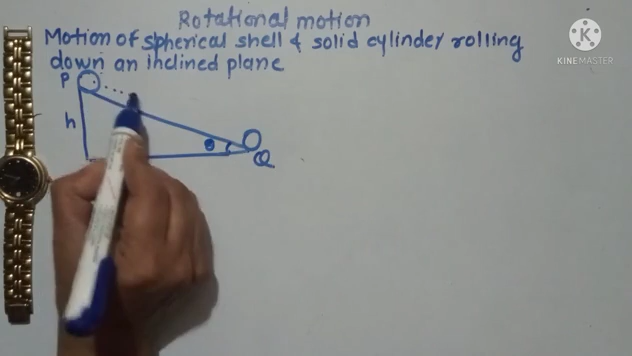 Rotational motion
Motion of spherical shell & solid cylinder rolling
down an inclined plane
P
h
θ
Q
KINEMASTER